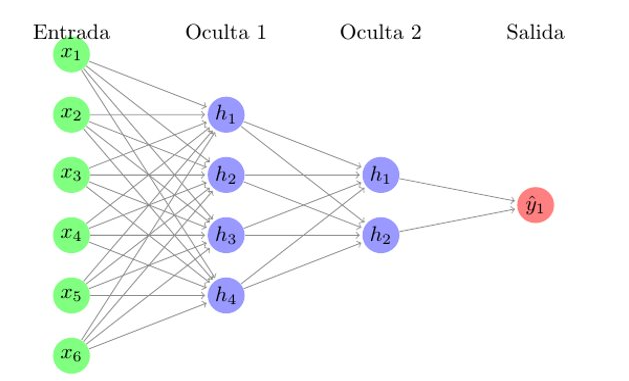 Entrada Oculta 1 Oculta 2 Salida
x₁
x₂ h₁
x₃ h₂ h₁
ŷ₁
x₄ h₃ h₂
x₅ h₄
x₆